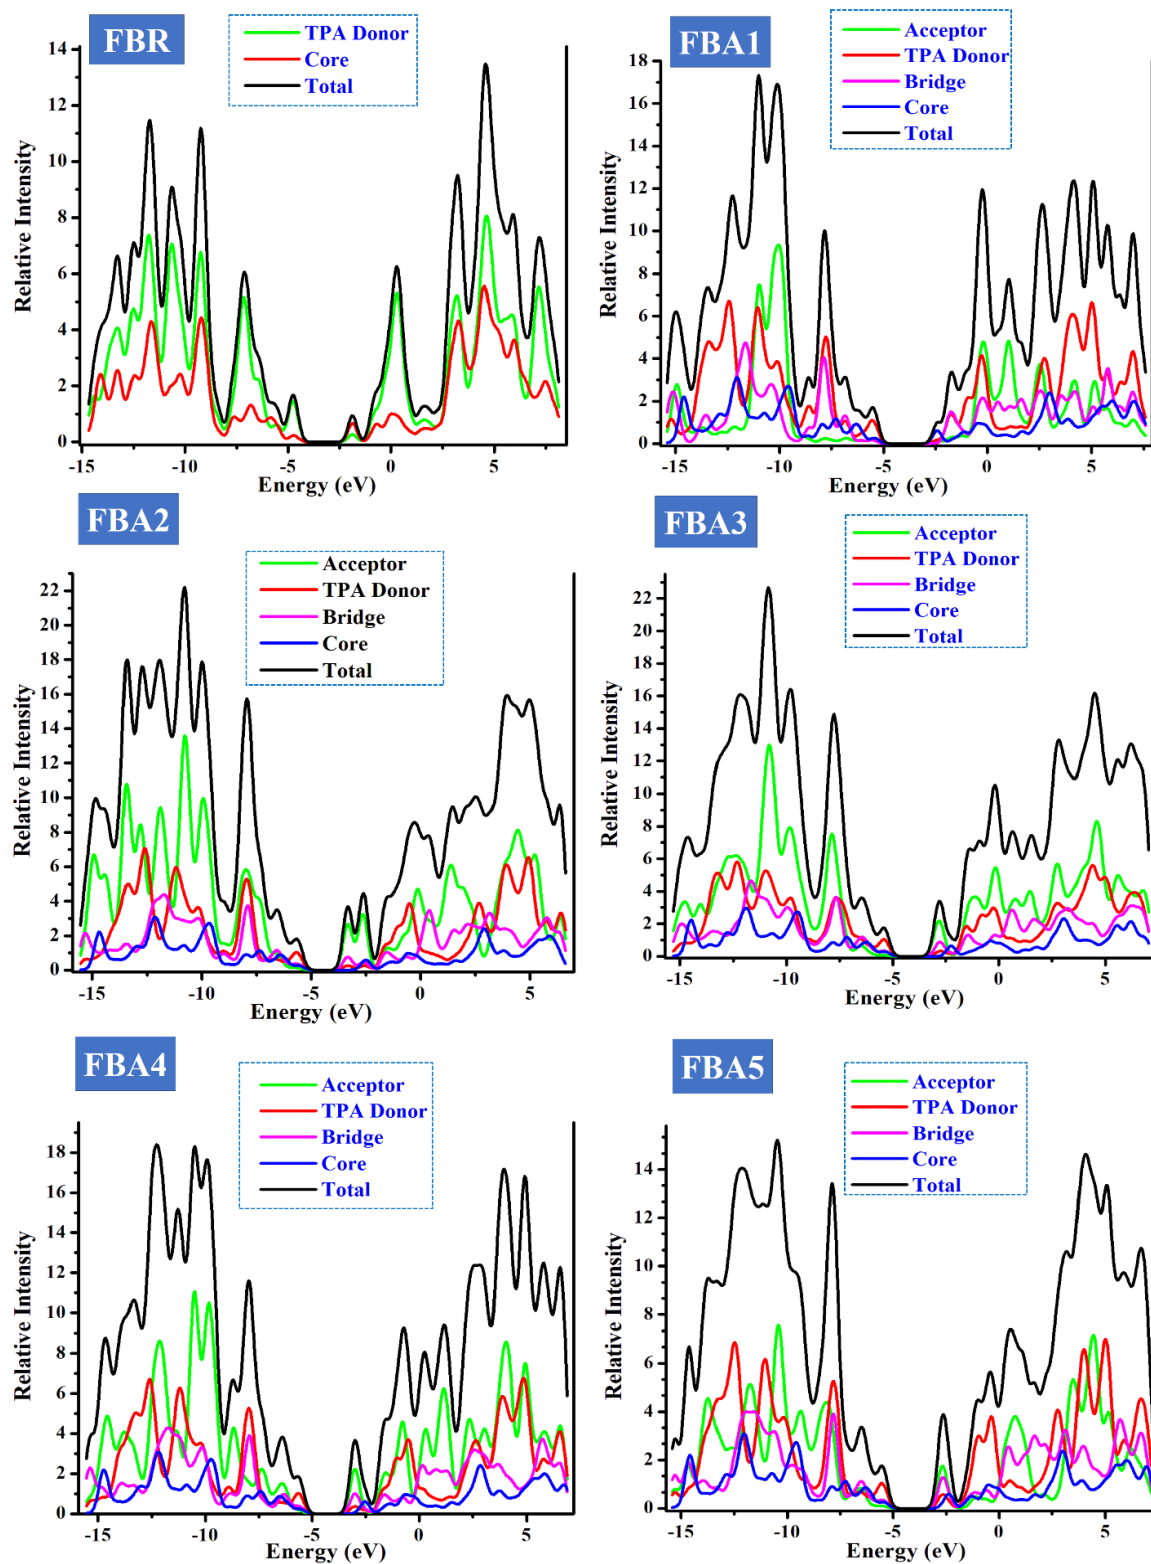 FBR
TPA Donor
Core
Total
14
12
10
8
6
4
2
0
Relative Intensity
-15
-10
-5
0
5
Energy (eV)
FBA1
Acceptor
TPA Donor
Bridge
Core
Total
18
16
14
12
10
8
6
4
2
0
Relative Intensity
-15
-10
-5
0
5
Energy (eV)
FBA2
Acceptor
TPA Donor
Bridge
Core
Total
22
20
18
16
14
12
10
8
6
4
2
0
Relative Intensity
-15
-10
-5
0
5
Energy (eV)
FBA3
Acceptor
TPA Donor
Bridge
Core
Total
22
20
18
16
14
12
10
8
6
4
2
0
Relative Intensity
-15
-10
-5
0
5
Energy (eV)
FBA4
Acceptor
TPA Donor
Bridge
Core
Total
18
16
14
12
10
8
6
4
2
0
Relative Intensity
-15
-10
-5
0
5
Energy (eV)
FBA5
Acceptor
TPA Donor
Bridge
Core
Total
14
12
10
8
6
4
2
0
Relative Intensity
-15
-10
-5
0
5
Energy (eV)